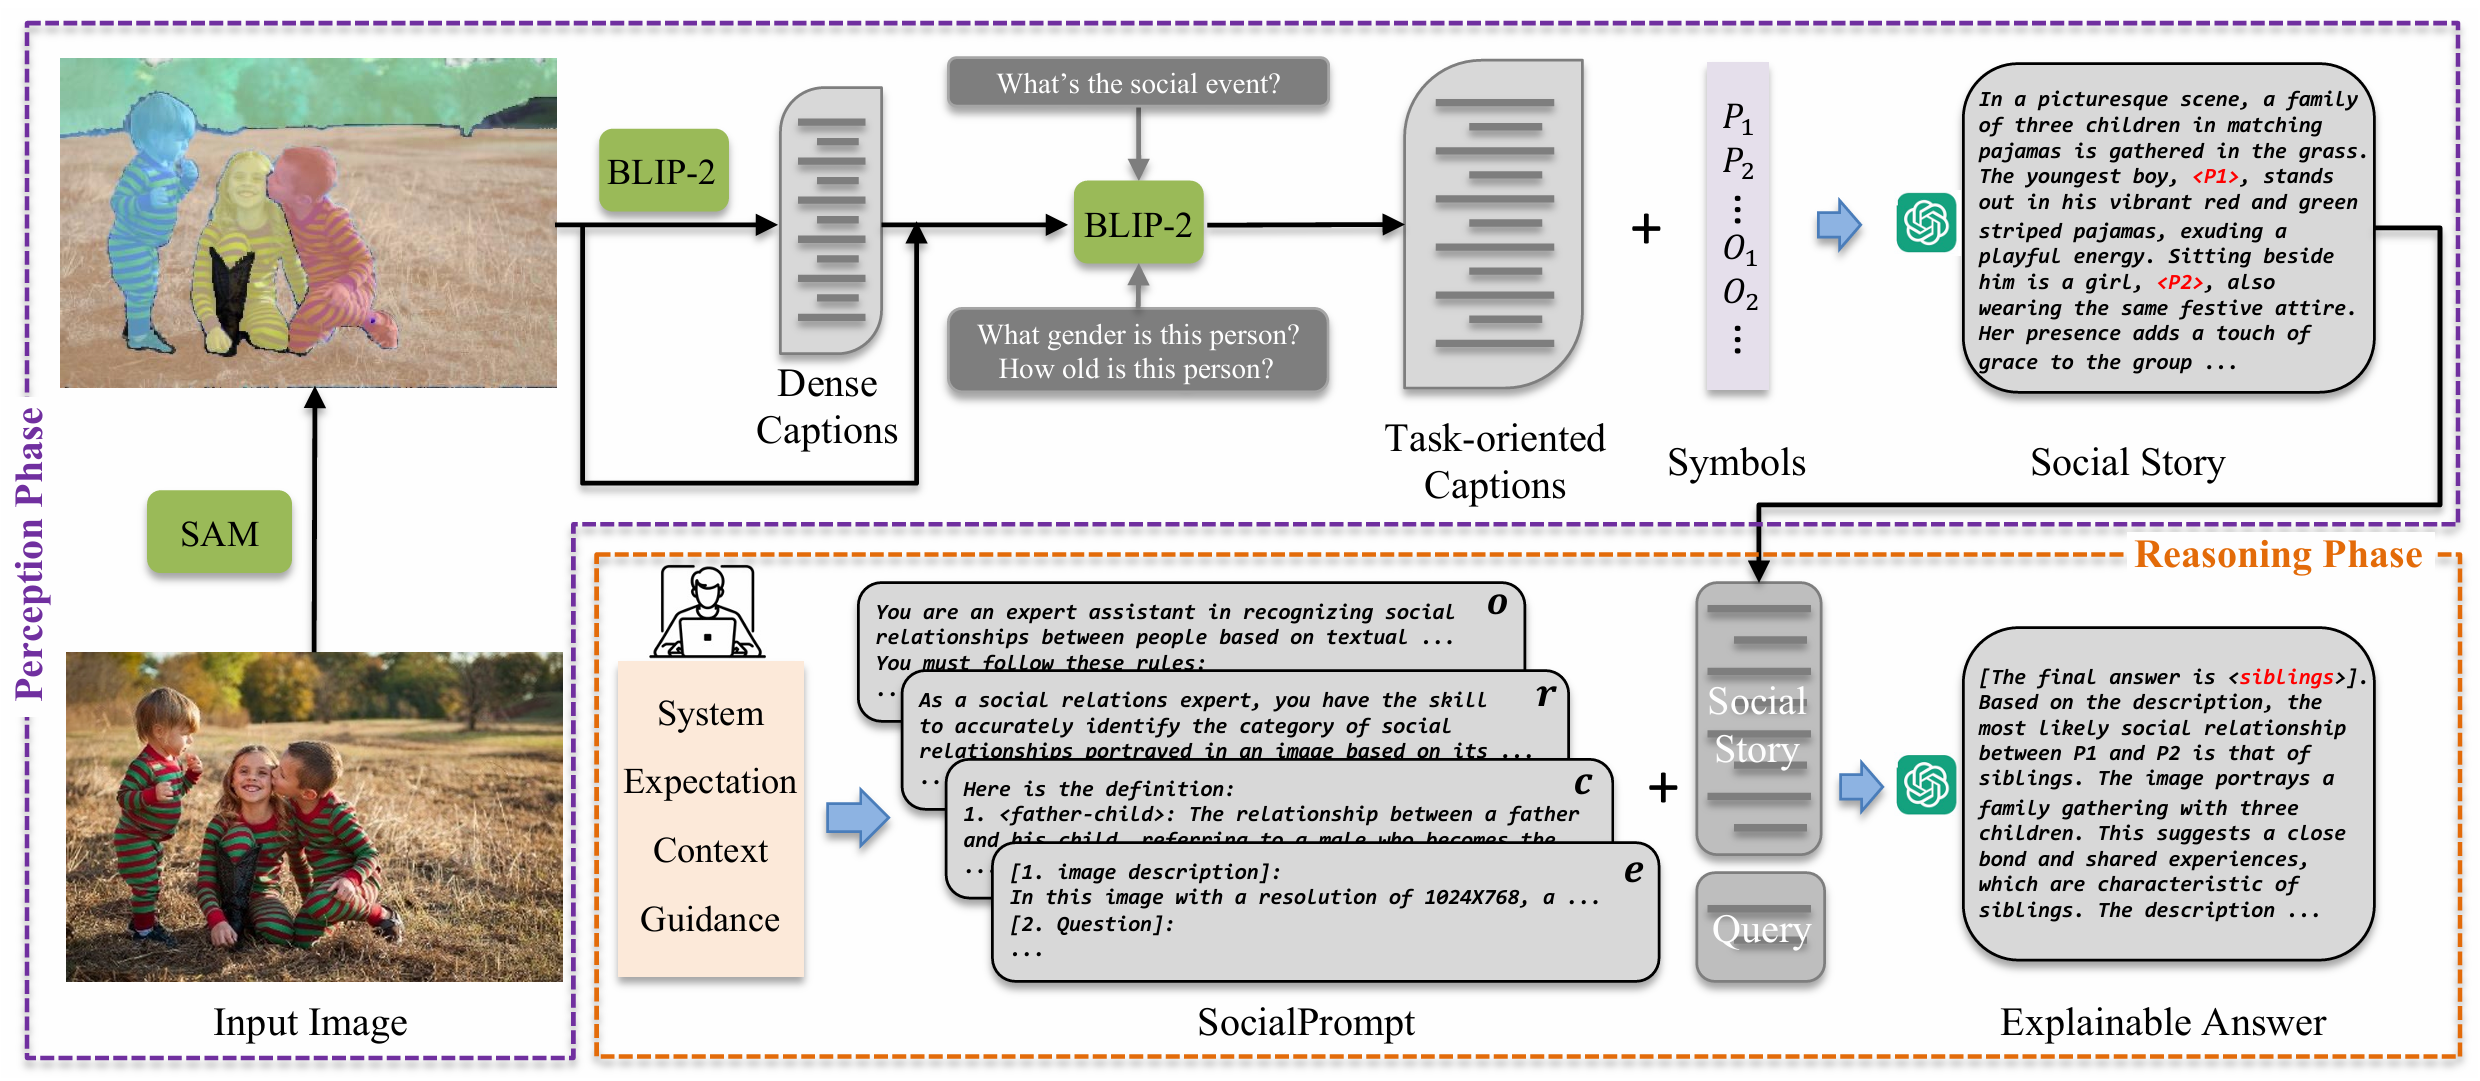 Perception Phase
SAM
Input Image
BLIP-2
Dense
Captions
What's the social event?
BLIP-2
What gender is this person?
How old is this person?
Task-oriented
Captions
+
P1
P2
⋮
O1
O2
⋮
Symbols
In a picturesque scene, a family
of three children in matching
pajamas is gathered in the grass.
The youngest boy, <P1>, stands
out in his vibrant red and green
striped pajamas, exuding a
playful energy. Sitting beside
him is a girl, <P2>, also
wearing the same festive attire.
Her presence adds a touch of
grace to the group ...
Social Story
Reasoning Phase
System
Expectation
Context
Guidance
o
You are an expert assistant in recognizing social
relationships between people based on textual ...
You must follow these rules:
..
r
As a social relations expert, you have the skill
to accurately identify the category of social
relationships portrayed in an image based on its ...
..
c
Here is the definition:
1. <father-child>: The relationship between a father
and his child, referring to a male who becomes the
...
e
[1. image description]:
In this image with a resolution of 1024X768, a ...
[2. Question]:
...
SocialPrompt
+
Social
Story
Query
[The final answer is <siblings>].
Based on the description, the
most likely social relationship
between P1 and P2 is that of
siblings. The image portrays a
family gathering with three
children. This suggests a close
bond and shared experiences,
which are characteristic of
siblings. The description ...
Explainable Answer